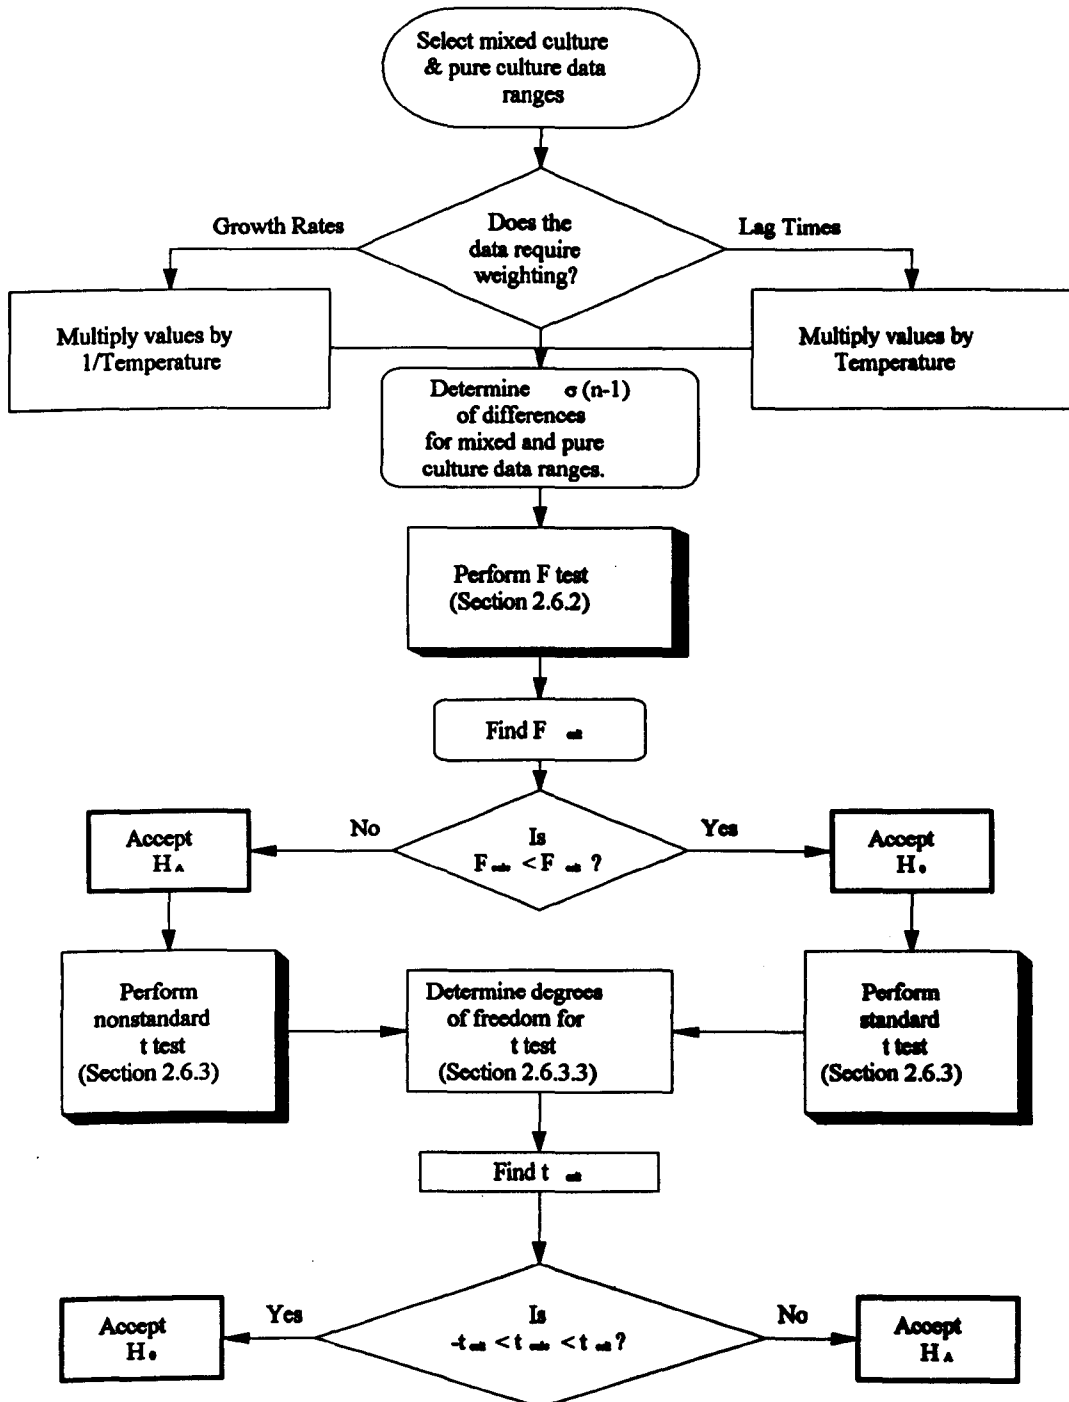 Select mixed culture
& pure culture data
ranges
Growth Rates
Does the
data require
weighting?
Lag Times
Multiply values by
1/Temperature
Multiply values by
Temperature
Determine σ (n-1)
of differences
for mixed and pure
culture data ranges.
Perform F test
(Section 2.6.2)
Find F
No
Is
F < F ?
Yes
Accept
H A
Accept
H
Perform
nonstandard
t test
(Section 2.6.3)
Determine degrees
of freedom for
t test
(Section 2.6.3.3)
Perform
standard
t test
(Section 2.6.3)
Find t
Accept
H
Yes
Is
-t < t < t ?
No
Accept
H A